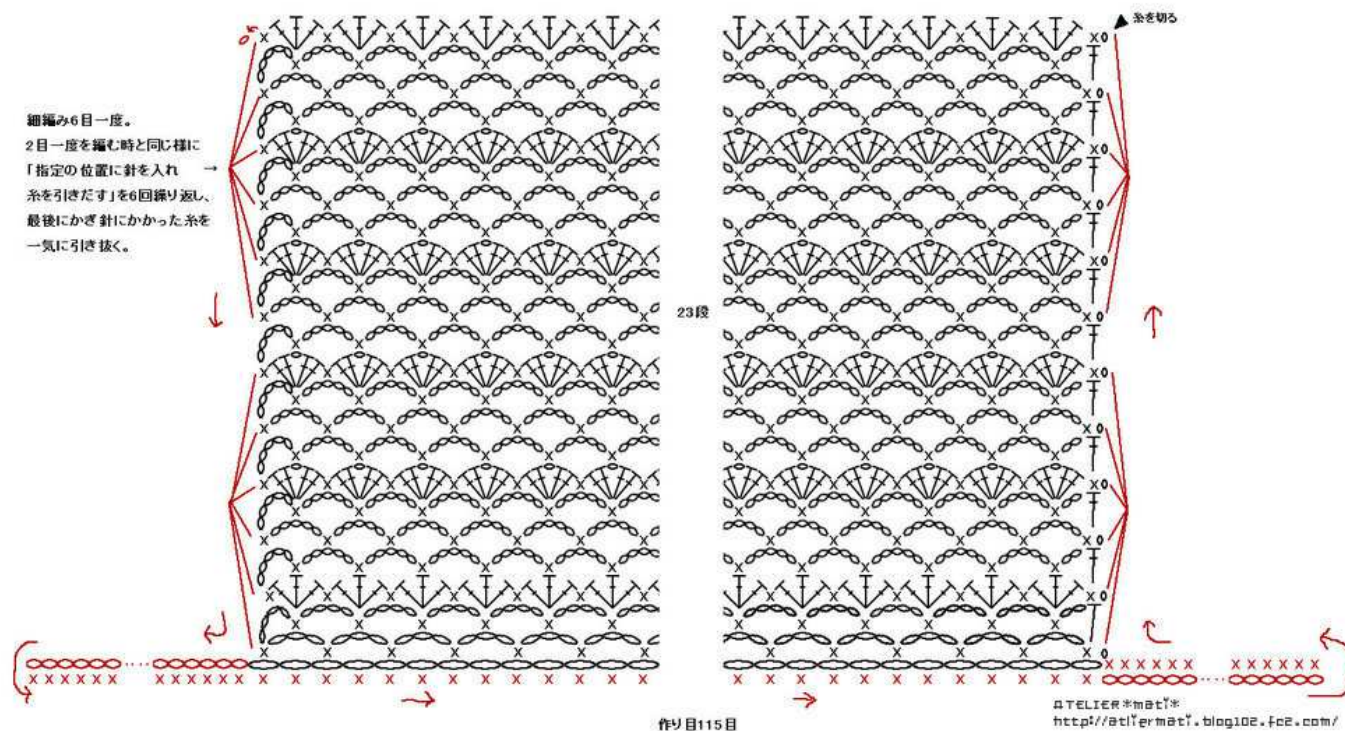 糸を切る
細編み6目一度。
2目一度を編む時と同じ様に
「指定の位置に針を入れ →
糸を引きだす」を6回繰り返し、
最後にかぎ針にかかった糸を
一気に引き抜く。
23段
作り目115目
ATELIER*mati*
http://atliermati.blog102.fc2.com/